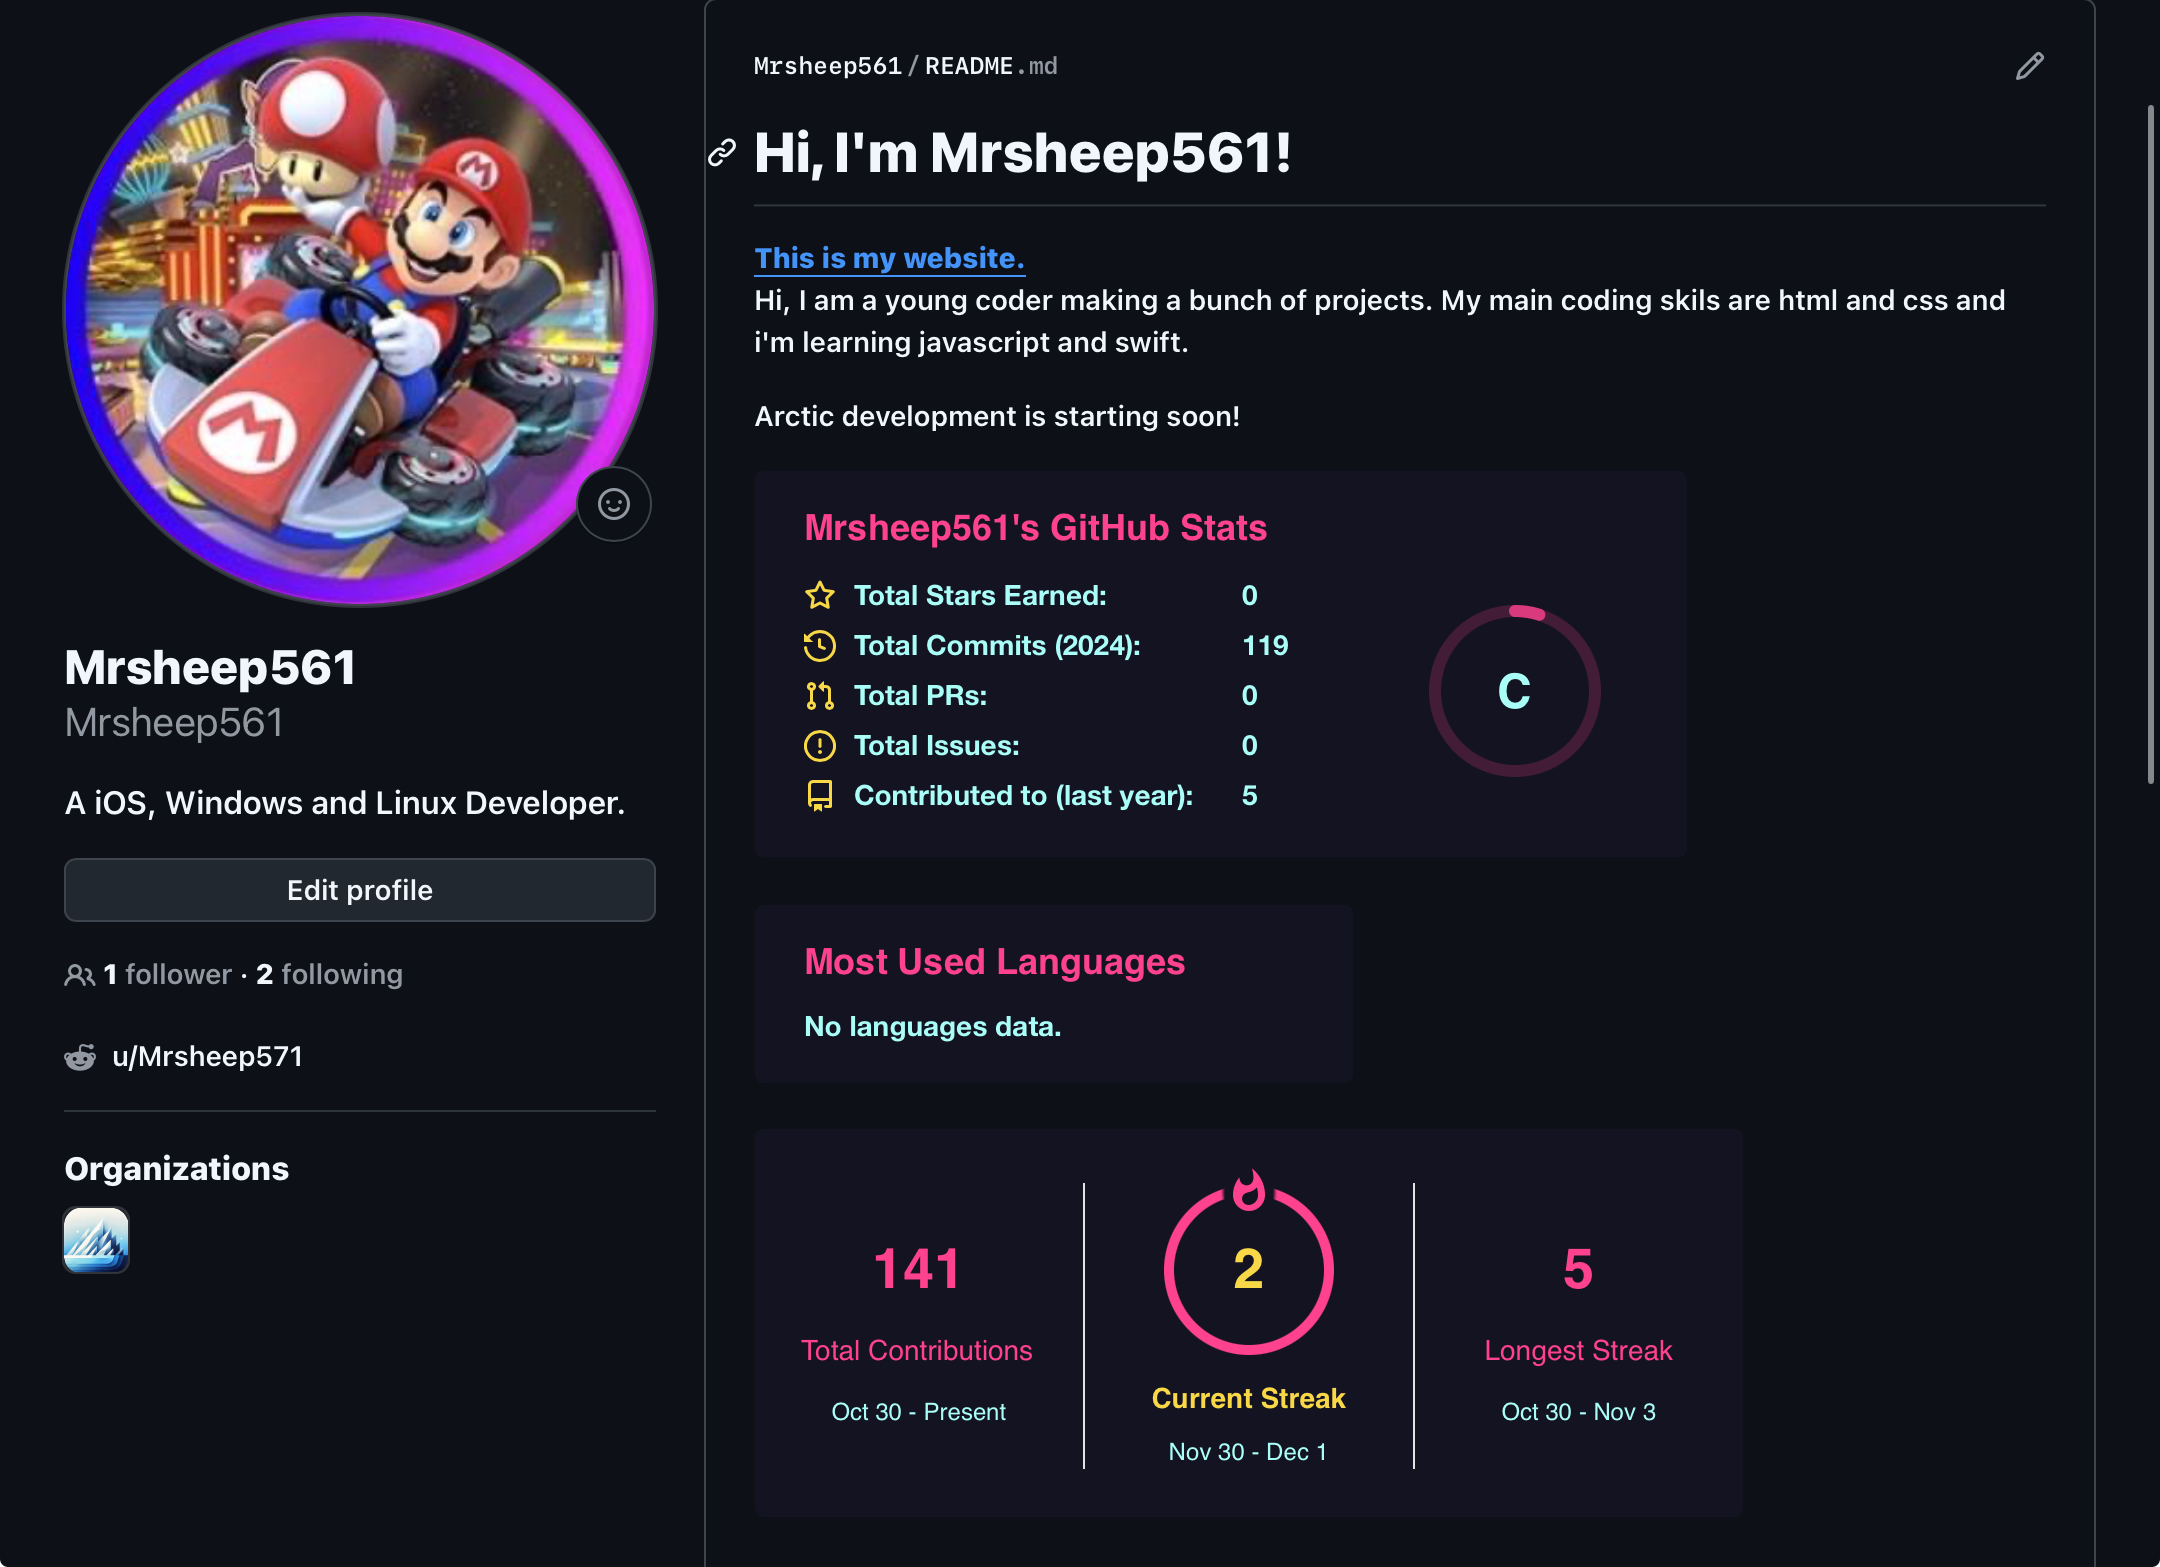 Mrsheep561
Mrsheep561
A iOS, Windows and Linux Developer.
Edit profile
1 follower · 2 following
u/Mrsheep571
Organizations
Mrsheep561/README.md
Hi, I'm Mrsheep561!
This is my website.
Hi, I am a young coder making a bunch of projects. My main coding skils are html and css and
i'm learning javascript and swift.
Arctic development is starting soon!
Mrsheep561's GitHub Stats
Total Stars Earned: 0
Total Commits (2024): 119
Total PRs: 0
Total Issues: 0
Contributed to (last year): 5
C
Most Used Languages
No languages data.
141
Total Contributions
Oct 30 - Present
2
Current Streak
Nov 30 - Dec 1
5
Longest Streak
Oct 30 - Nov 3